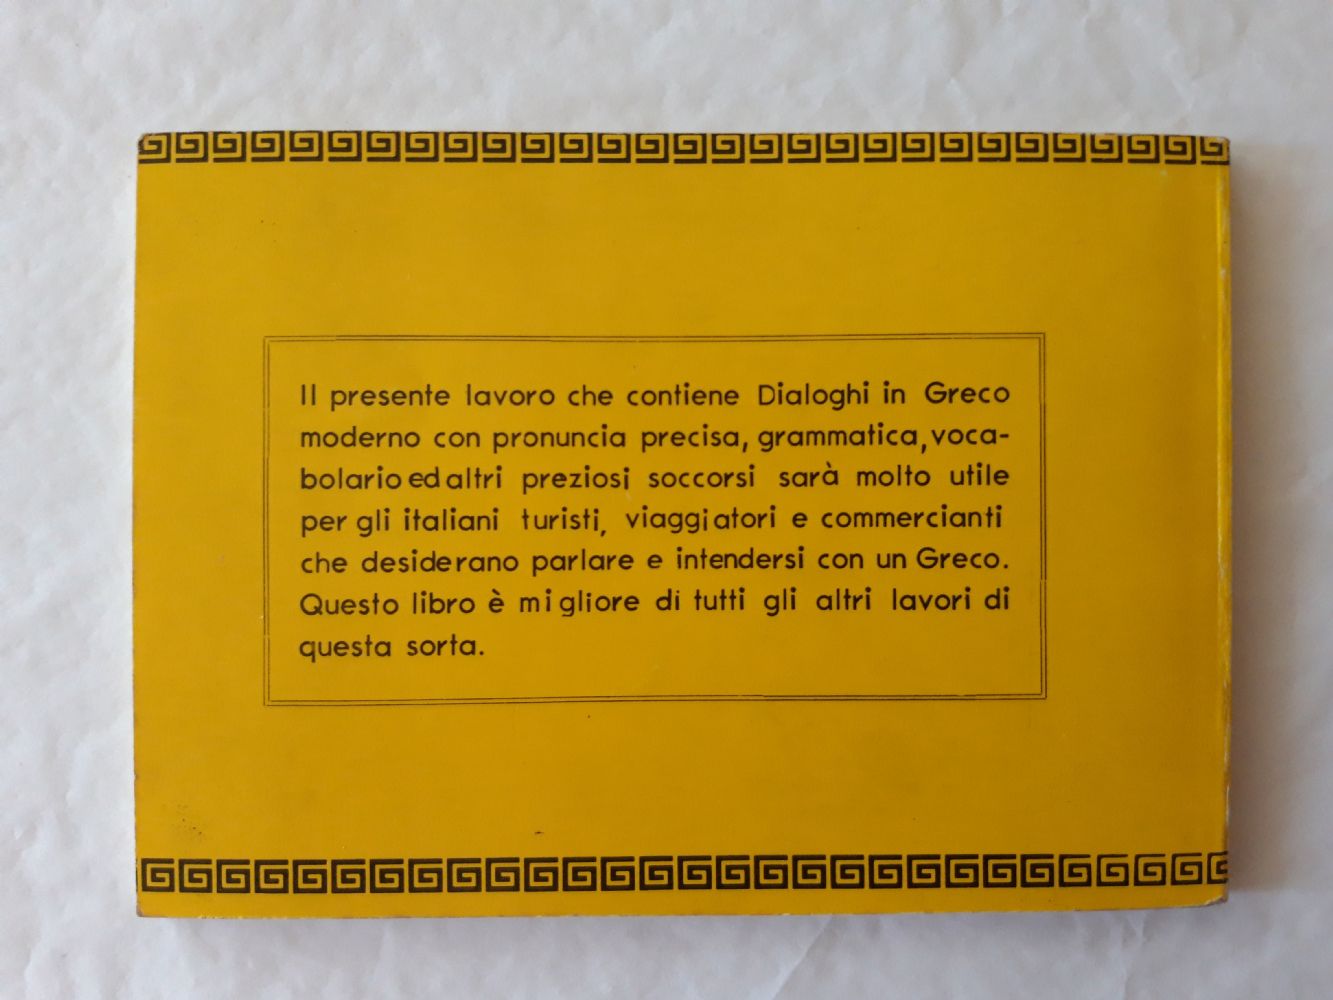 Il presente lavoro che contiene Dialoghi in Greco
moderno con pronuncia precisa, grammatica, voca-
bolario ed altri preziosi soccorsi sarà molto utile
per gli italiani turisti, viaggiatori e commercianti
che desiderano parlare e intendersi con un Greco.
Questo libro è migliore di tutti gli altri lavori di
questa sorta.